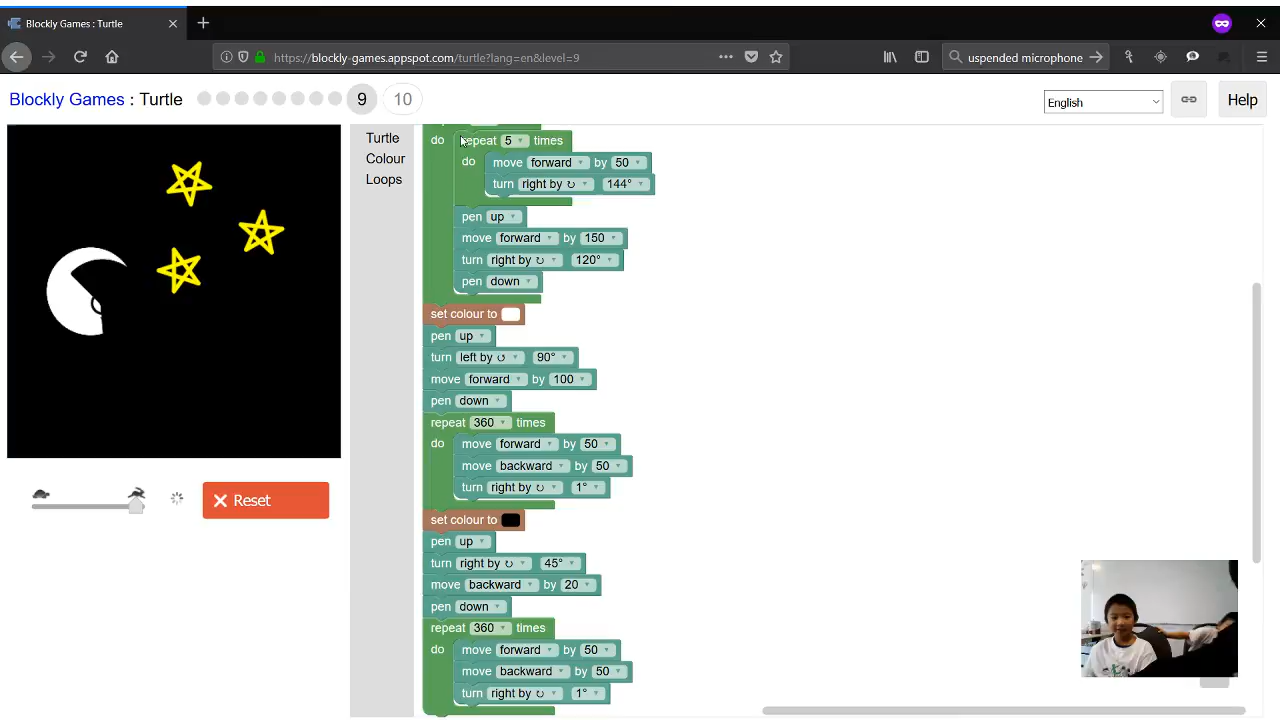 Blockly Games : Turtle
https://blockly-games.appspot.com/turtle?lang=en&level=9
uspended microphone
Blockly Games : Turtle
9
10
English
Help
Turtle
Colour
Loops
do
repeat 5 times
do
move forward by 50
turn right by ↻ 144°
pen up
move forward by 150
turn right by ↻ 120°
pen down
set colour to
pen up
turn left by ↺ 90°
move forward by 100
pen down
repeat 360 times
do
move forward by 50
move backward by 50
turn right by ↻ 1°
set colour to
pen up
turn right by ↻ 45°
move backward by 20
pen down
repeat 360 times
do
move forward by 50
move backward by 50
turn right by ↻ 1°
Reset